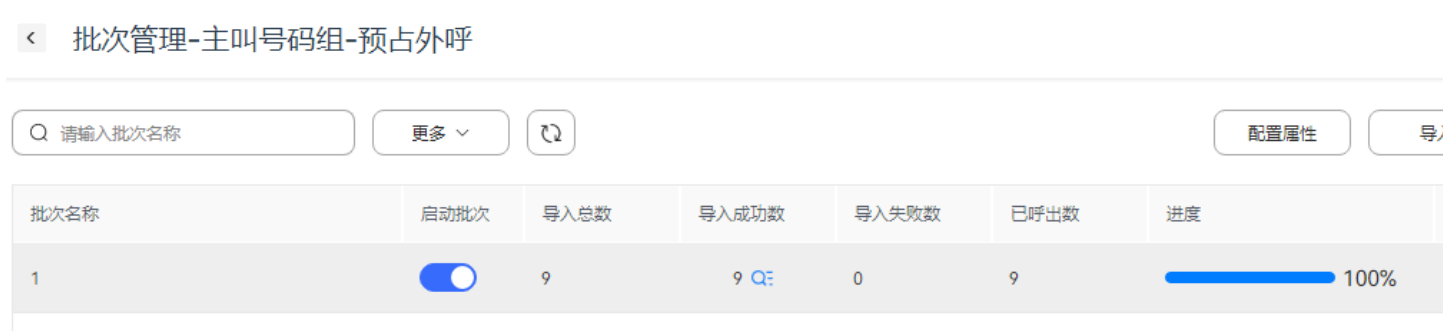 批次管理-主叫号码组-预占外呼
请输入批次名称 更多 配置属性
批次名称 启动批次 导入总数 导入成功数 导入失败数 已呼出数 进度
1 9 9 0 9 100%